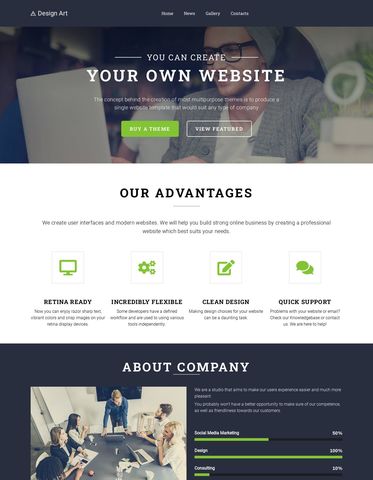 Design Art
Home News Gallery Contacts
YOU CAN CREATE
YOUR OWN WEBSITE
The concept behind the creation of most multipurpose themes is to produce a
single website template that would suit any type of company
BUY A THEME VIEW FEATURED
OUR ADVANTAGES
We create user interfaces and modern websites. We will help you build strong online business by creating a professional
website which best suits your needs.
RETINA READY
Now you can enjoy razor sharp text,
vibrant colors and crisp images on your
retina display devices.
INCREDIBLY FLEXIBLE
Some developers have a defined
workflow and are used to using various
tools independently.
CLEAN DESIGN
Making design choices for your website
can be a daunting task.
QUICK SUPPORT
Problems with your website or email?
Check our Knowledgebase or contact
us. We are here to help!
ABOUT COMPANY
We are a studio that aims to make our users experience easier and much more
pleasant.
You probably won't have a better opportunity to make sure of our competence,
as well as friendliness towards our customers.
Social Media Marketing 50%
Design 100%
Consulting 10%